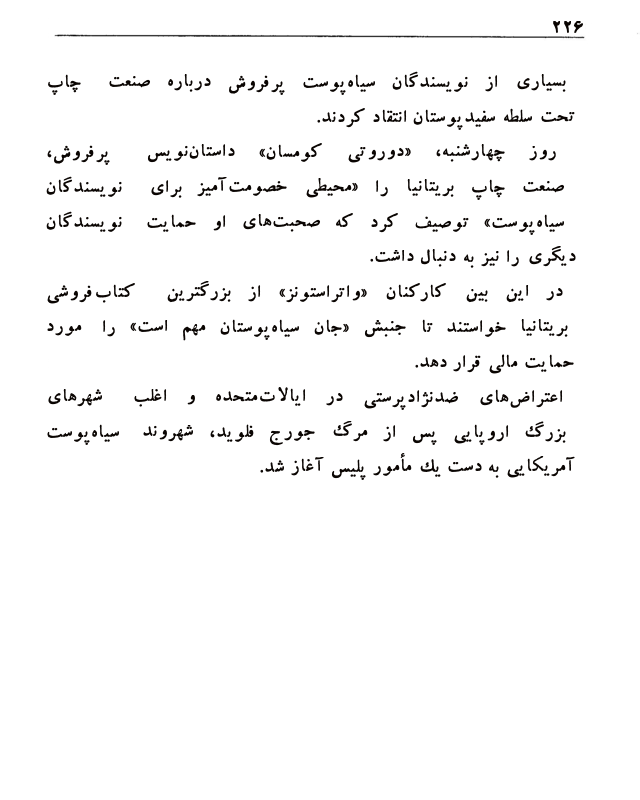 ۲۲۶
بسیاری از نویسندگان سیاه‌پوست پرفروش درباره صنعت چاپ
تحت سلطه سفیدپوستان انتقاد کردند.
روز چهارشنبه، «دوروتی کومسان» داستان‌نویس پرفروش،
صنعت چاپ بریتانیا را «محیطی خصومت‌آمیز برای نویسندگان
سیاه‌پوست» توصیف کرد که صحبت‌های او حمایت نویسندگان
دیگری را نیز به دنبال داشت.
در این بین کارکنان «واتراستونز» از بزرگترین کتاب‌فروشی
بریتانیا خواستند تا جنبش «جان سیاه‌پوستان مهم است» را مورد
حمایت مالی قرار دهد.
اعتراض‌های ضدنژادپرستی در ایالات‌متحده و اغلب شهرهای
بزرگ اروپایی پس از مرگ جورج فلوید، شهروند سیاه‌پوست
آمریکایی به دست یك مأمور پلیس آغاز شد.